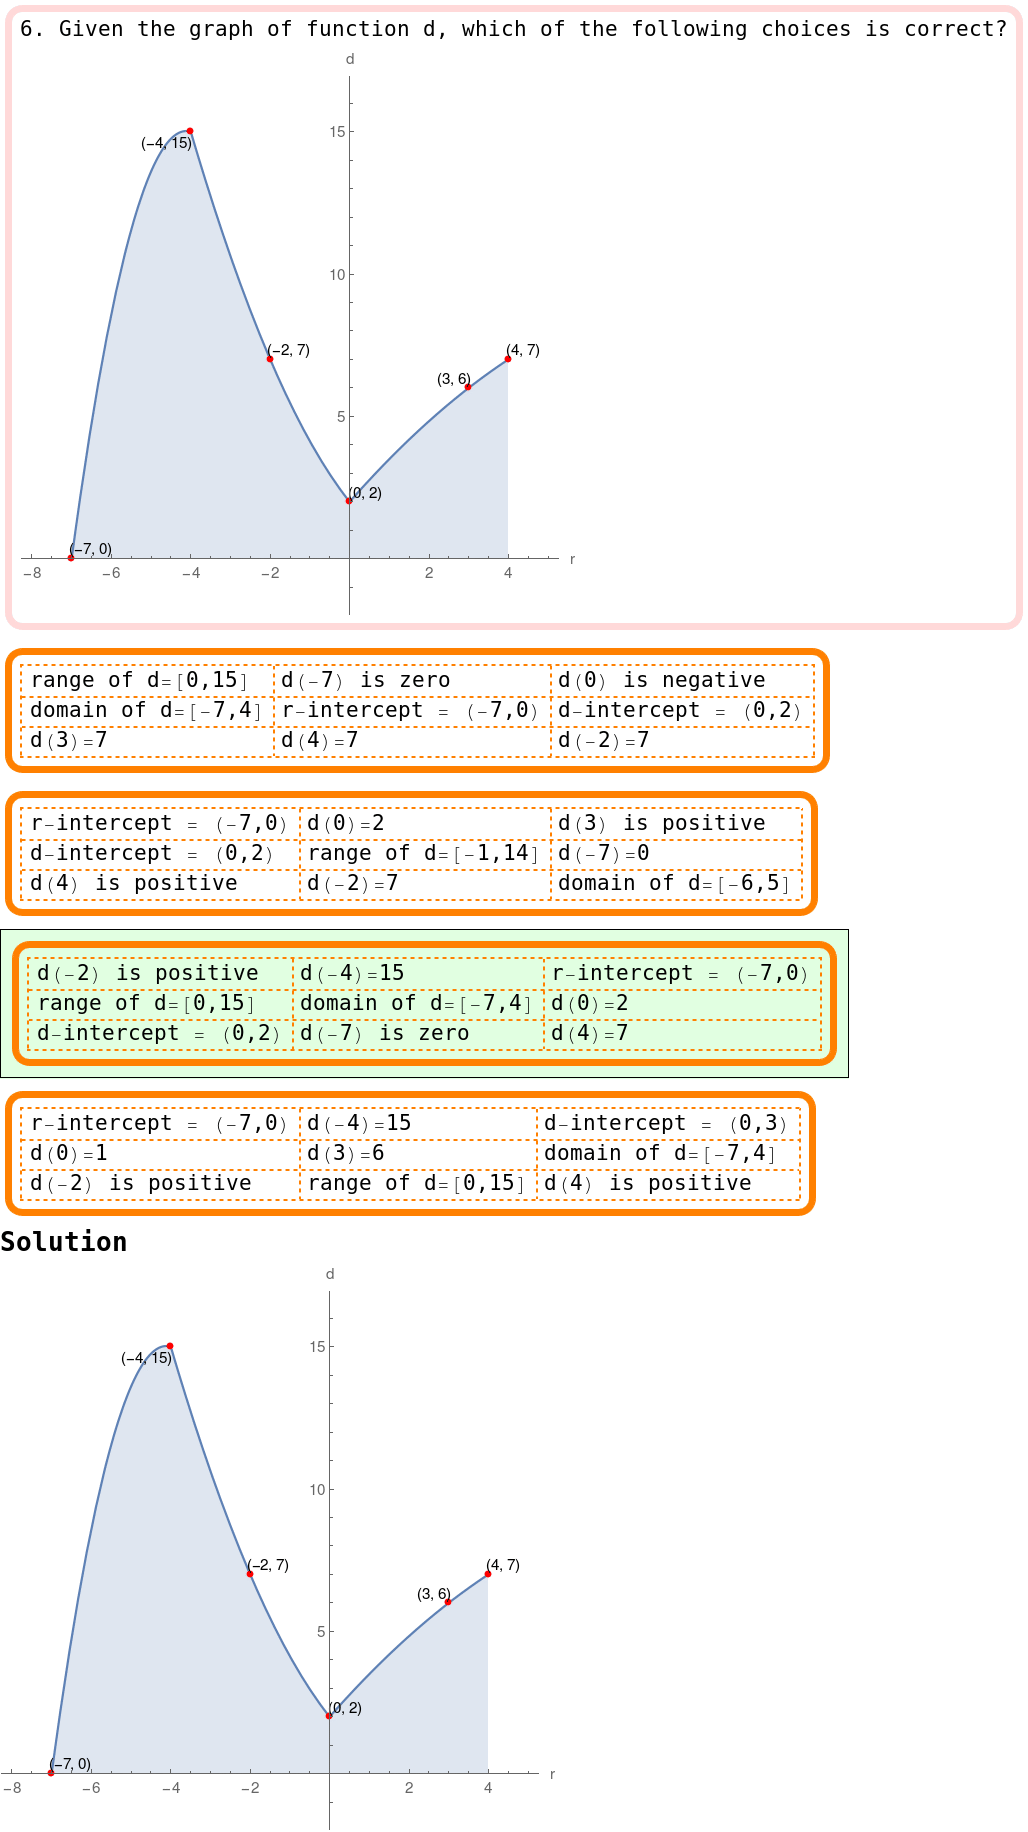 6. Given the graph of function d, which of the following choices is correct?
d
15
(−4, 15)
10
(−2, 7)
(4, 7)
(3, 6)
5
(0, 2)
(−7, 0)
r
−8 −6 −4 −2 2 4
range of d=[0,15] d(−7) is zero d(0) is negative
domain of d=[−7,4] r-intercept = (−7,0) d-intercept = (0,2)
d(3)=7 d(4)=7 d(−2)=7
r-intercept = (−7,0) d(0)=2 d(3) is positive
d-intercept = (0,2) range of d=[−1,14] d(−7)=0
d(4) is positive d(−2)=7 domain of d=[−6,5]
d(−2) is positive d(−4)=15 r-intercept = (−7,0)
range of d=[0,15] domain of d=[−7,4] d(0)=2
d-intercept = (0,2) d(−7) is zero d(4)=7
r-intercept = (−7,0) d(−4)=15 d-intercept = (0,3)
d(0)=1 d(3)=6 domain of d=[−7,4]
d(−2) is positive range of d=[0,15] d(4) is positive
Solution
d
15
(−4, 15)
10
(−2, 7)
(4, 7)
(3, 6)
5
(0, 2)
(−7, 0)
r
−8 −6 −4 −2 2 4